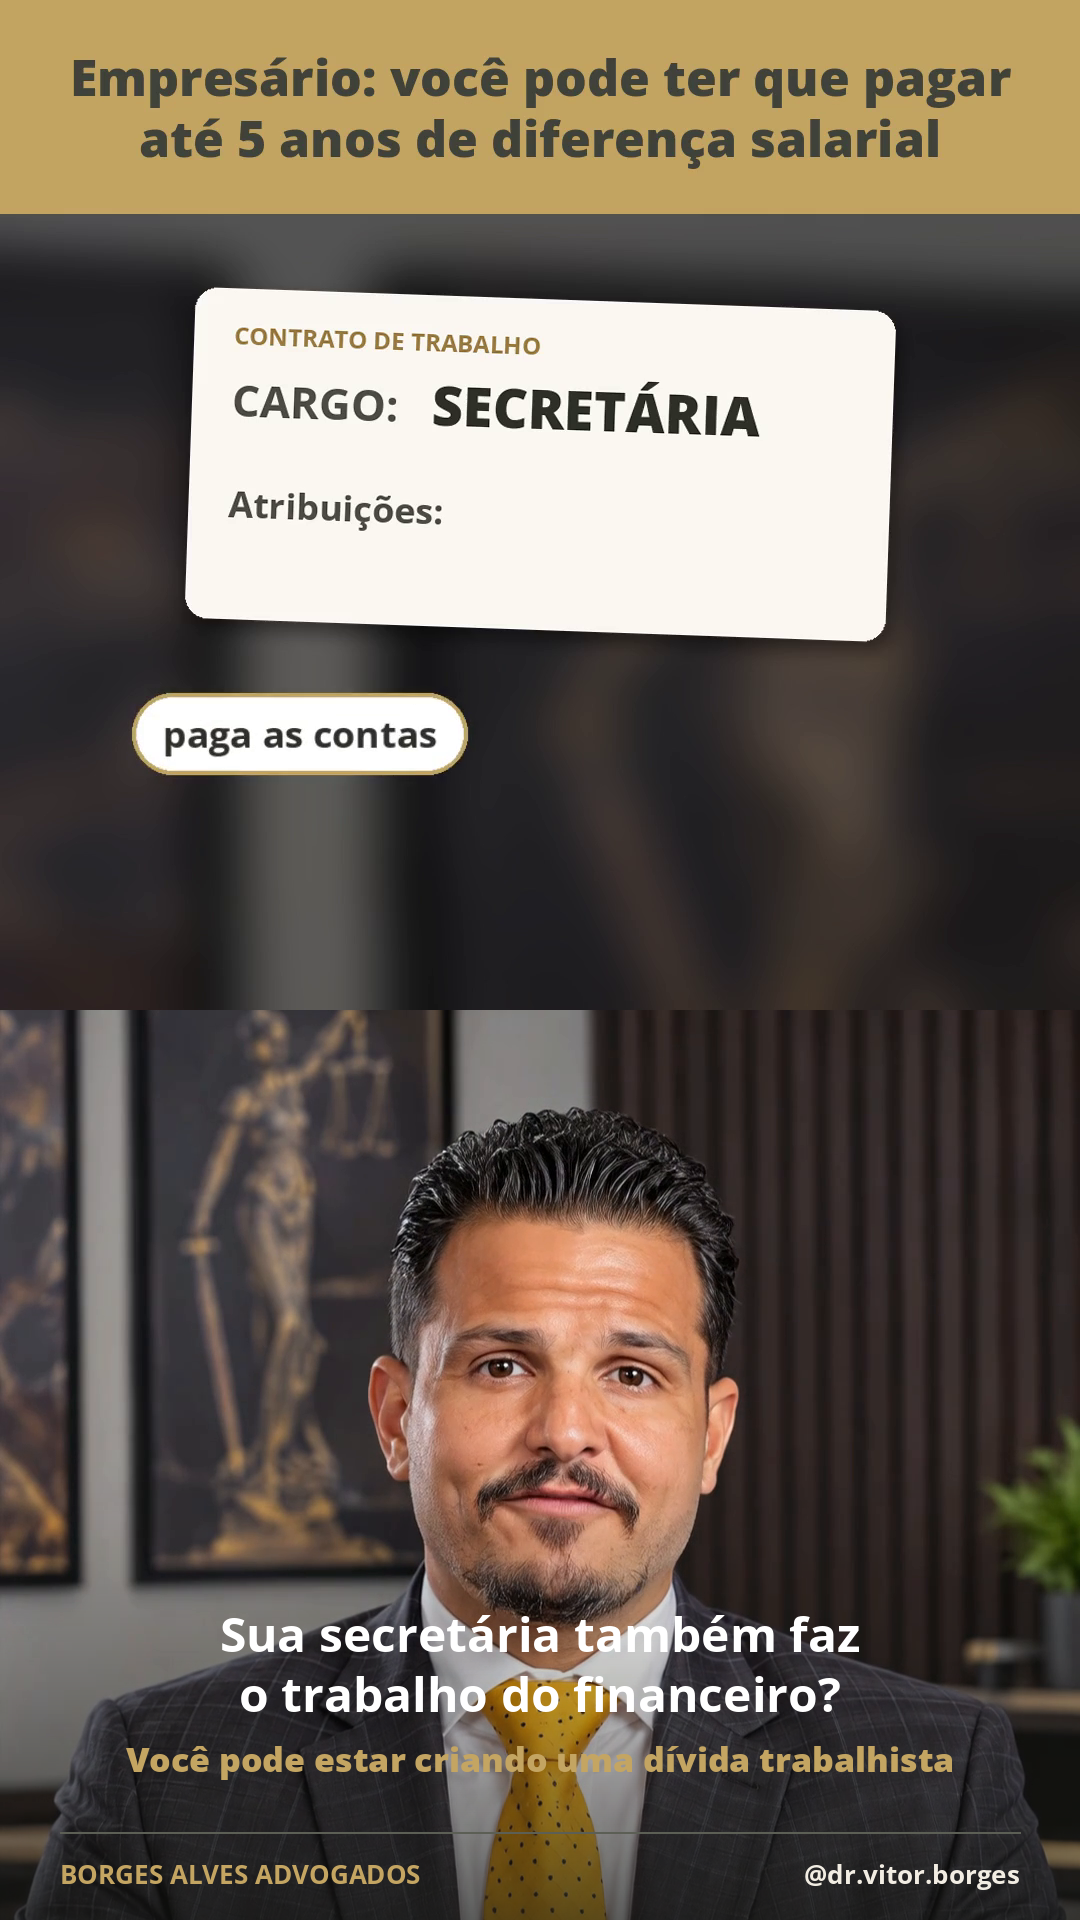 Empresário: você pode ter que pagar
até 5 anos de diferença salarial
CONTRATO DE TRABALHO
CARGO: SECRETÁRIA
Atribuições:
paga as contas
Sua secretária também faz
o trabalho do financeiro?
Você pode estar criando uma dívida trabalhista
BORGES ALVES ADVOGADOS
@dr.vitor.borges